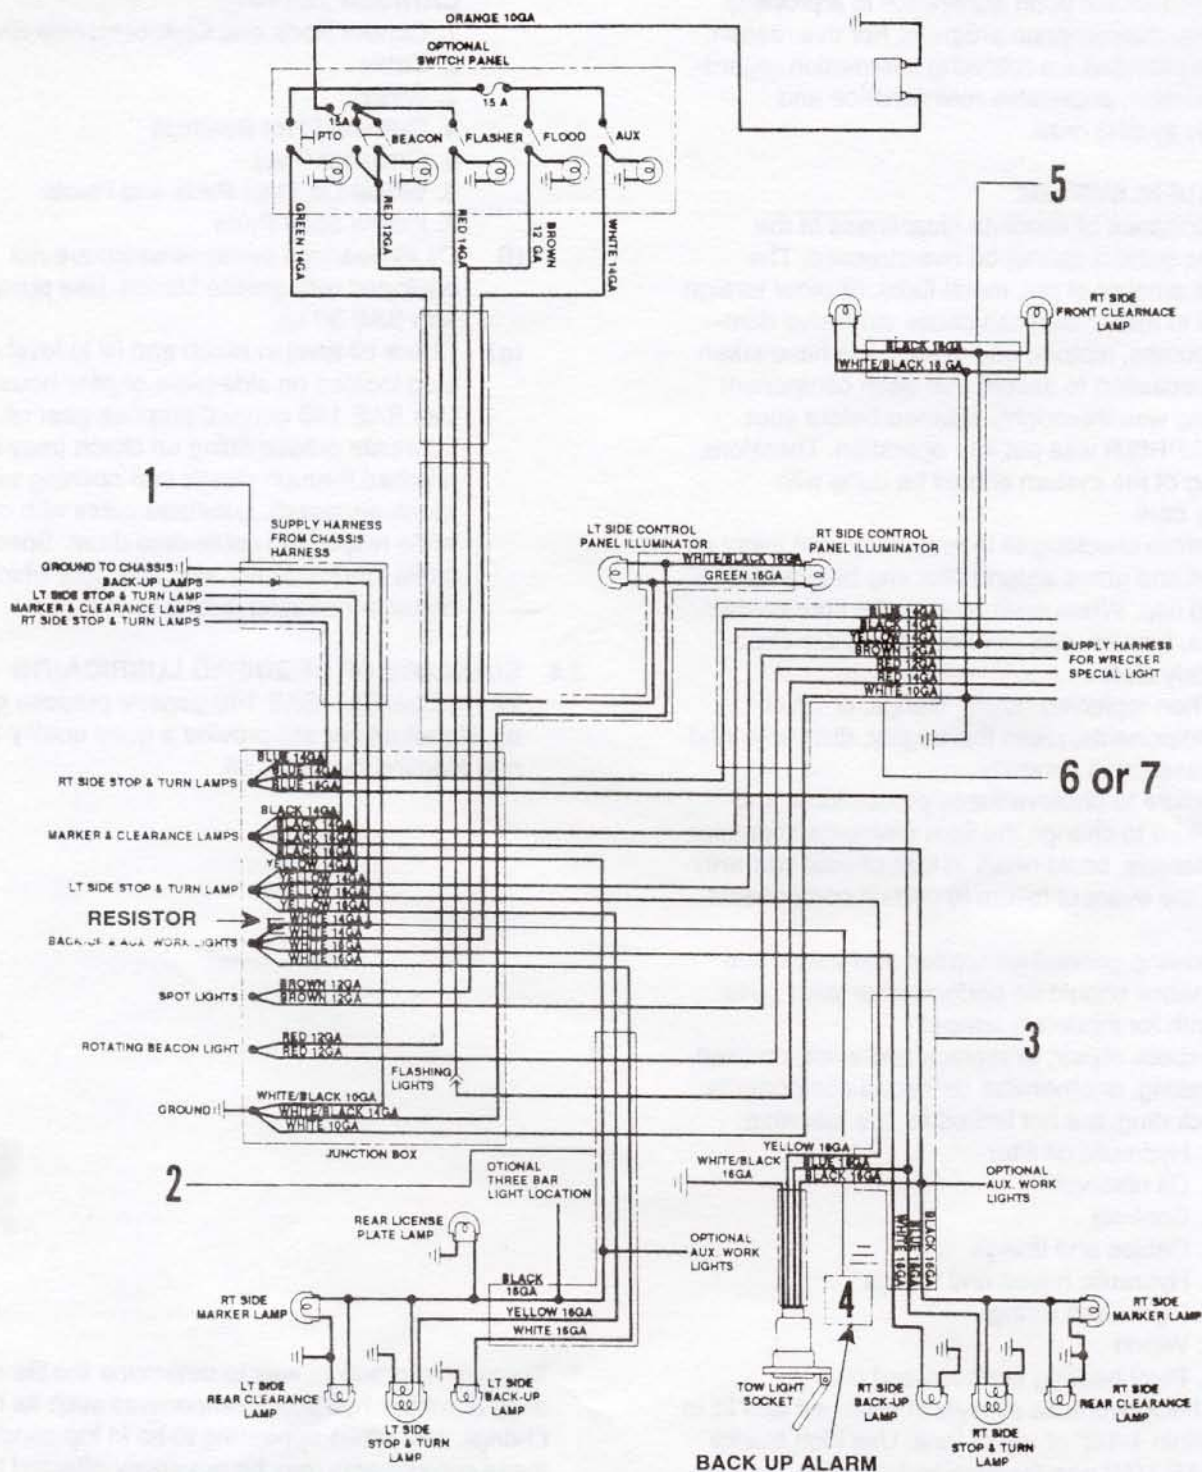 ORANGE 10GA
OPTIONAL
SWITCH PANEL
15 A
15A
PTO
BEACON
FLASHER
FLOOD
AUX
GREEN 14GA
RED 12GA
RED 14GA
BROWN
12 GA
WHITE 14GA
5
RT SIDE
FRONT CLEARNACE
LAMP
BLACK 16GA
WHITE/BLACK 16 GA
1
SUPPLY HARNESS
FROM CHASSIS
HARNESS
GROUND TO CHASSIS
BACK-UP LAMPS
LT SIDE STOP & TURN LAMP
MARKER & CLEARANCE LAMPS
RT SIDE STOP & TURN LAMPS
LT SIDE CONTROL
PANEL ILLUMINATOR
RT SIDE CONTROL
PANEL ILLUMINATOR
WHITE/BLACK 16GA
GREEN 16GA
BLUE 14GA
BLACK 14GA
YELLOW 14GA
BROWN 12GA
RED 12GA
RED 14GA
WHITE 10GA
SUPPLY HARNESS
FOR WRECKER
SPECIAL LIGHT
6 or 7
RT SIDE STOP & TURN LAMPS
BLUE 14GA
BLUE 14GA
BLUE 16GA
MARKER & CLEARANCE LAMPS
BLACK 14GA
BLACK 14GA
BLACK 16GA
BLACK 16GA
LT SIDE STOP & TURN LAMP
YELLOW 14GA
YELLOW 14GA
YELLOW 16GA
YELLOW 16GA
RESISTOR
BACK-UP & AUX WORK LIGHTS
WHITE 14GA
WHITE 14GA
WHITE 16GA
WHITE 16GA
SPOT LIGHTS
BROWN 12GA
BROWN 12GA
ROTATING BEACON LIGHT
RED 12GA
RED 12GA
FLASHING
LIGHTS
GROUND
WHITE/BLACK 10GA
WHITE/BLACK 14GA
WHITE 10GA
JUNCTION BOX
3
2
OTIONAL
THREE BAR
LIGHT LOCATION
YELLOW 16GA
WHITE/BLACK
16GA
BLUE 16GA
BLACK 16GA
OPTIONAL
AUX. WORK
LIGHTS
REAR LICENSE
PLATE LAMP
OPTIONAL
AUX. WORK
LIGHTS
WHITE 16GA
BLUE 16GA
BLACK 16GA
BLACK
16GA
YELLOW 16GA
WHITE 16GA
RT SIDE
MARKER LAMP
4
RT SIDE
MARKER LAMP
LT SIDE
REAR CLEARANCE
LAMP
LT SIDE
STOP & TURN
LAMP
LT SIDE
BACK-UP
LAMP
TOW LIGHT
SOCKET
RT SIDE
BACK-UP
LAMP
RT SIDE
STOP & TURN
LAMP
RT SIDE
REAR CLEARANCE
LAMP
BACK UP ALARM